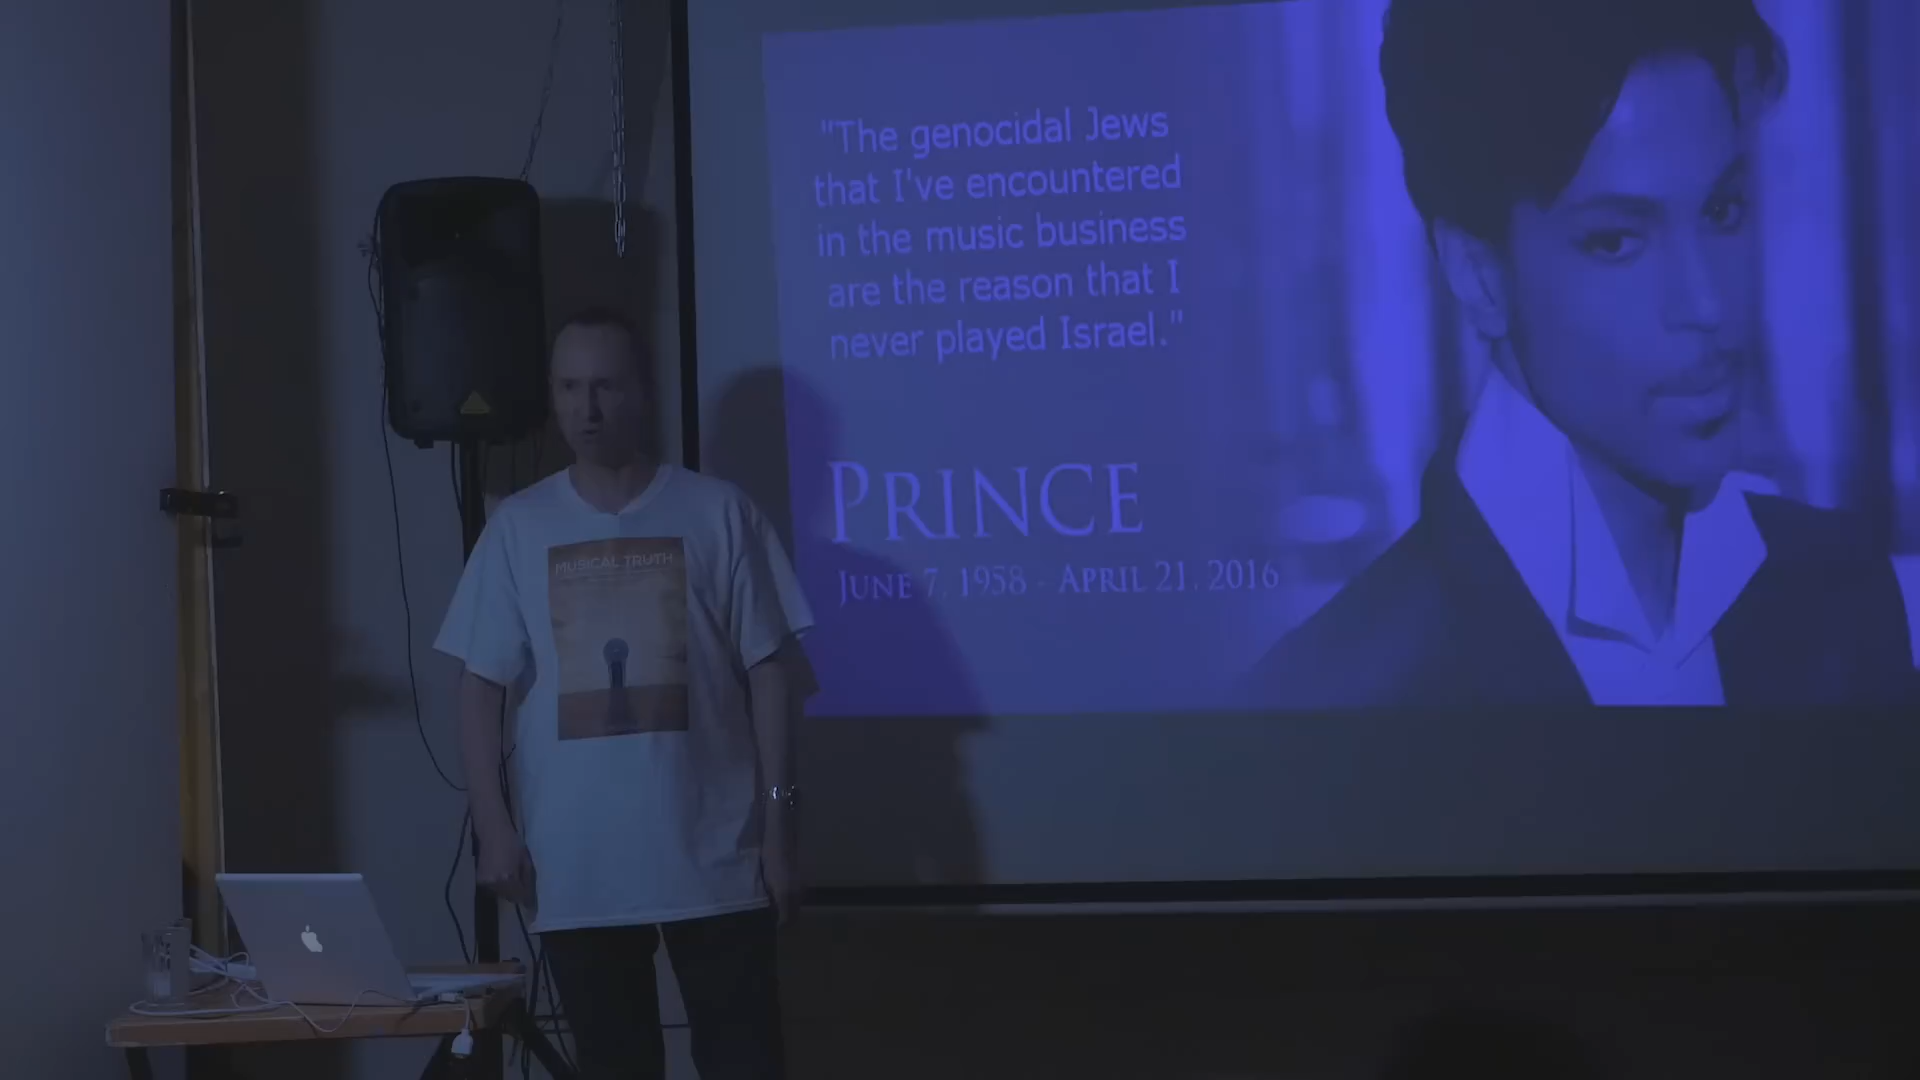 "The genocidal Jews
that I've encountered
in the music business
are the reason that I
never played Israel."
PRINCE
JUNE 7, 1958 - APRIL 21, 2016
MUSICAL TRUTH